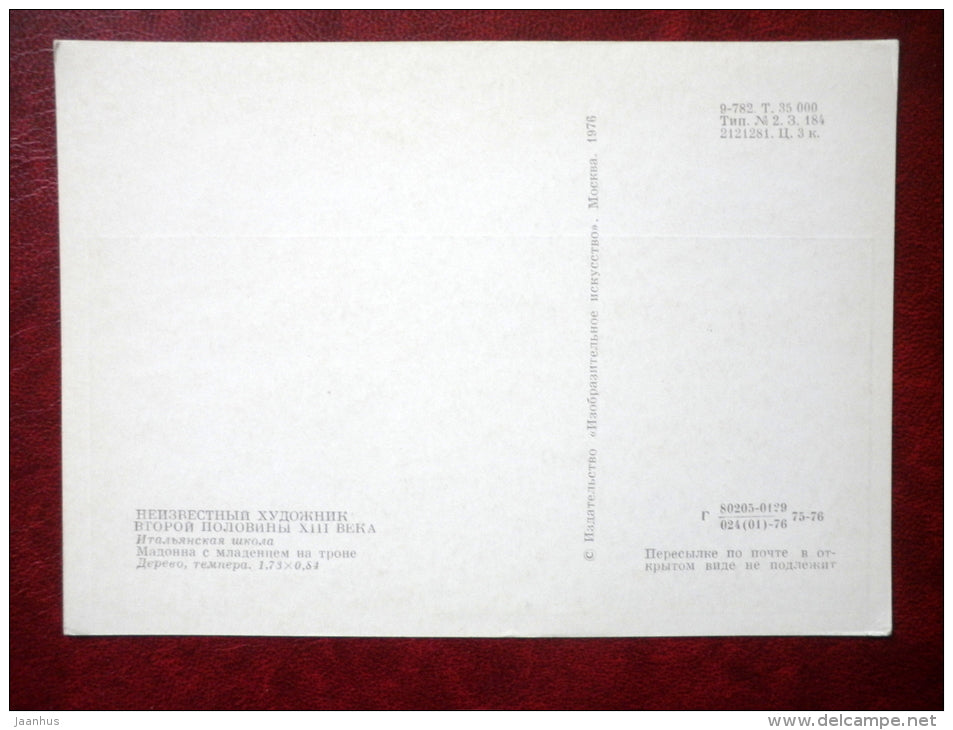 9-782. Т. 35 000
Тип. № 2. З. 184
2121281. Ц. 3 к.
© Издательство «Изобразительное искусство». Москва. 1976
НЕИЗВЕСТНЫЙ ХУДОЖНИК
ВТОРОЙ ПОЛОВИНЫ XIII ВЕКА
Итальянская школа
Мадонна с младенцем на троне
Дерево, темпера. 1,73×0,84
Г 80205-0129
024(01)-76 75-76
Пересылке по почте в от-
крытом виде не подлежит
jaanhus
www.delcampe.net